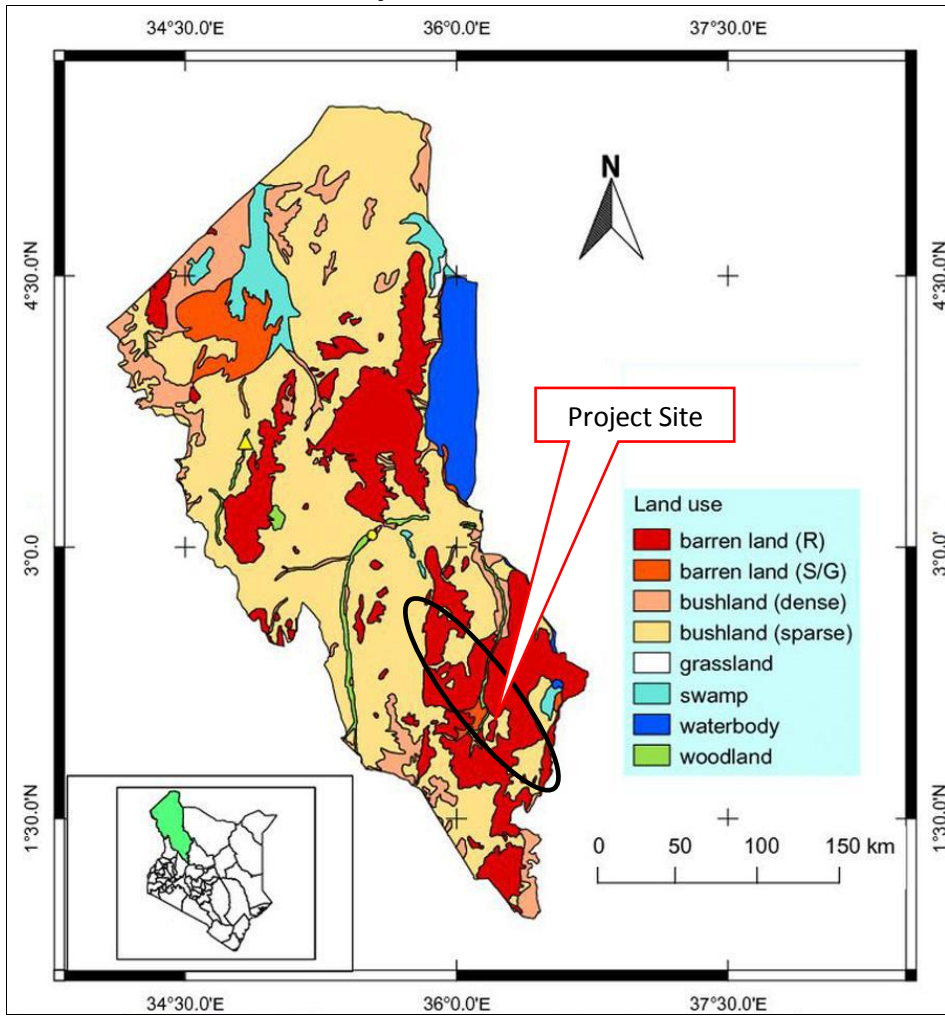 34°30.0'E 36°0.0'E 37°30.0'E
N
4°30.0'N 4°30.0'N
Project Site
Land use
barren land (R)
barren land (S/G)
bushland (dense)
bushland (sparse)
grassland
swamp
waterbody
woodland
3°0.0'N 3°0.0'
1°30.0'N 1°30.0'N
0 50 100 150 km
34°30.0'E 36°0.0'E 37°30.0'E